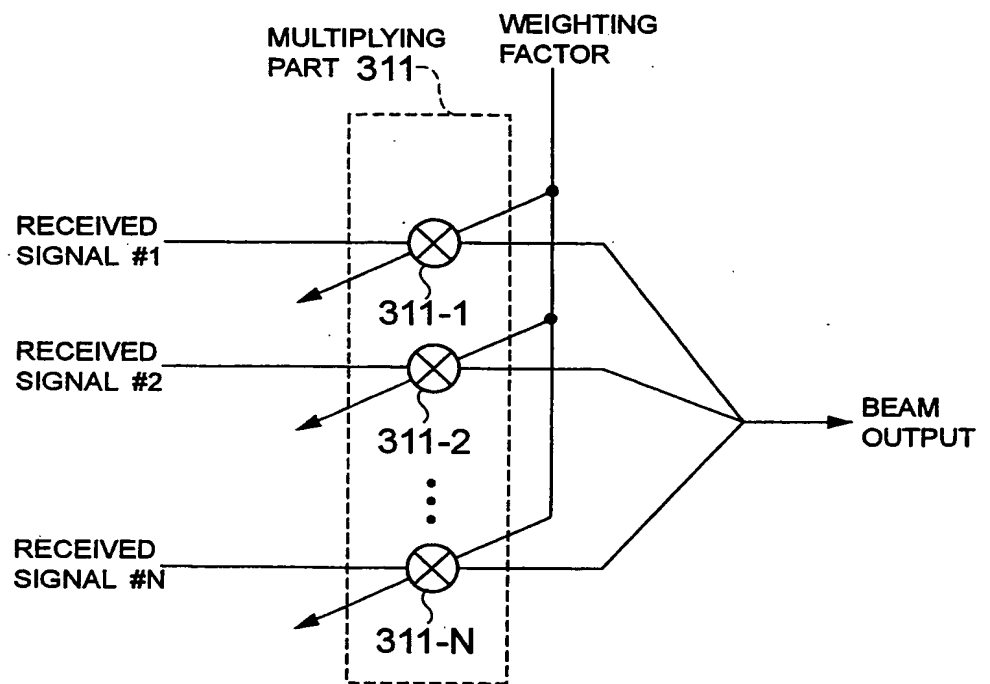 MULTIPLYING
PART 311
WEIGHTING
FACTOR
RECEIVED
SIGNAL #1
311-1
RECEIVED
SIGNAL #2
311-2
BEAM
OUTPUT
RECEIVED
SIGNAL #N
311-N